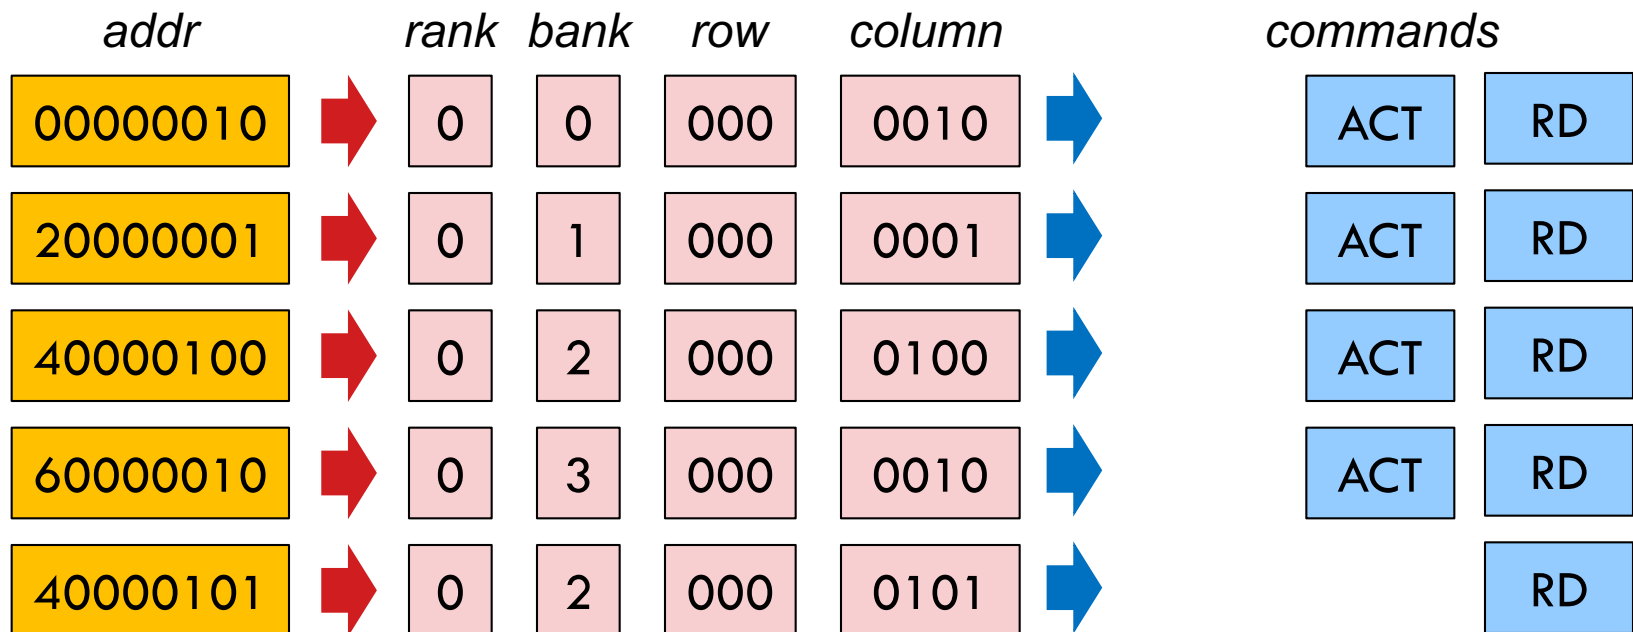 addr rank bank row column commands
00000010 0 0 000 0010 ACT RD
20000001 0 1 000 0001 ACT RD
40000100 0 2 000 0100 ACT RD
60000010 0 3 000 0010 ACT RD
40000101 0 2 000 0101 RD